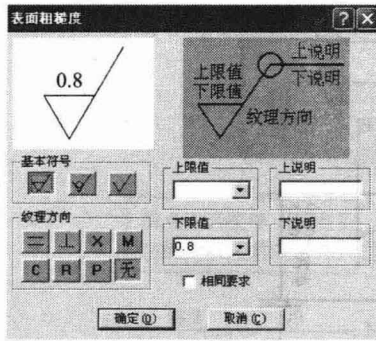 表面粗糙度
? ×
0.8
上限值
下限值
上说明
下说明
纹理方向
基本符号
上限值
上说明
纹理方向
= ⊥ X M
C R P 无
下限值
下说明
0.8
相同要求
确定(O)
取消(C)